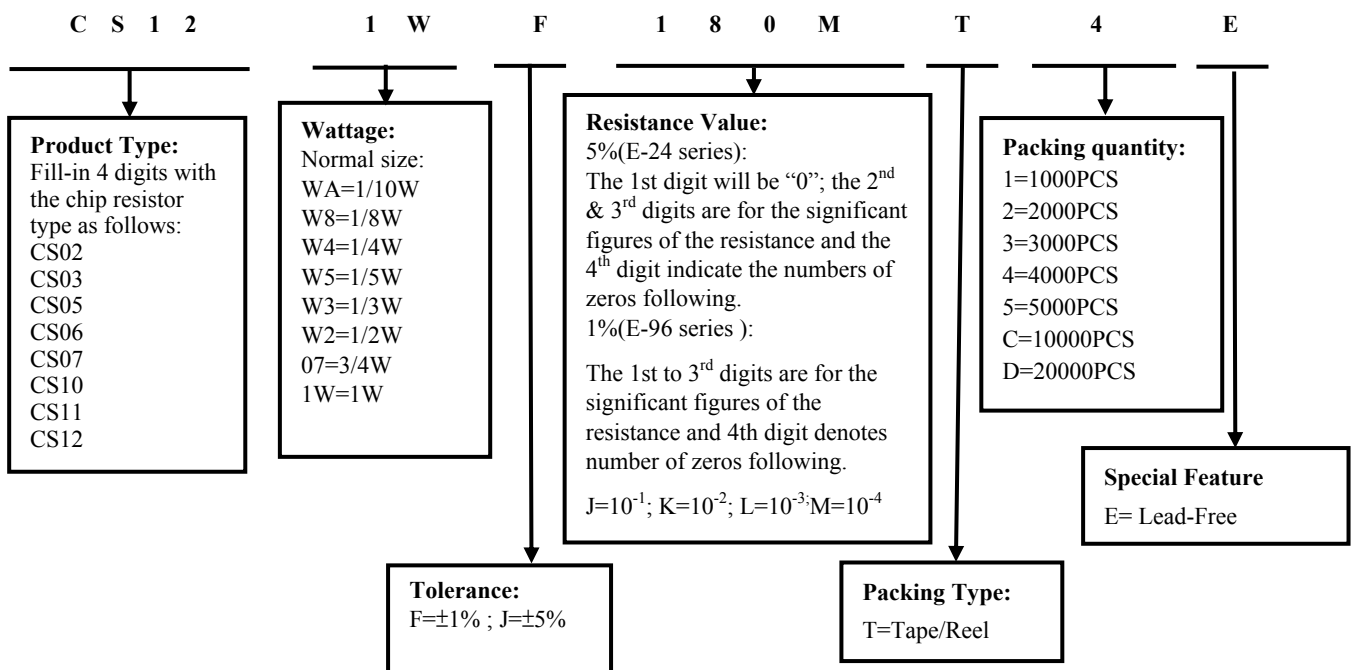 C S 1 2 1 W F 1 8 0 M T 4 E
Product Type:
Fill-in 4 digits with
the chip resistor
type as follows:
CS02
CS03
CS05
CS06
CS07
CS10
CS11
CS12
Wattage:
Normal size:
WA=1/10W
W8=1/8W
W4=1/4W
W5=1/5W
W3=1/3W
W2=1/2W
07=3/4W
1W=1W
Tolerance:
F=±1% ; J=±5%
Resistance Value:
5%(E-24 series):
The 1st digit will be “0”; the 2nd
& 3rd digits are for the significant
figures of the resistance and the
4th digit indicate the numbers of
zeros following.
1%(E-96 series ):
The 1st to 3rd digits are for the
significant figures of the
resistance and 4th digit denotes
number of zeros following.
J=10-1; K=10-2; L=10-3;M=10-4
Packing Type:
T=Tape/Reel
Packing quantity:
1=1000PCS
2=2000PCS
3=3000PCS
4=4000PCS
5=5000PCS
C=10000PCS
D=20000PCS
Special Feature
E= Lead-Free